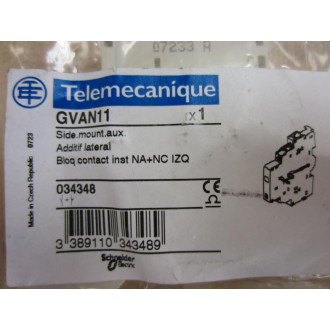 07233 A
Telemecanique
GVAN11
x1
Side.mount.aux.
Additif lateral
Bloq contact inst NA+NC IZQ
034348
CE
3 389110 343489
Schneider
Electric
Made in Czech Republic 0723